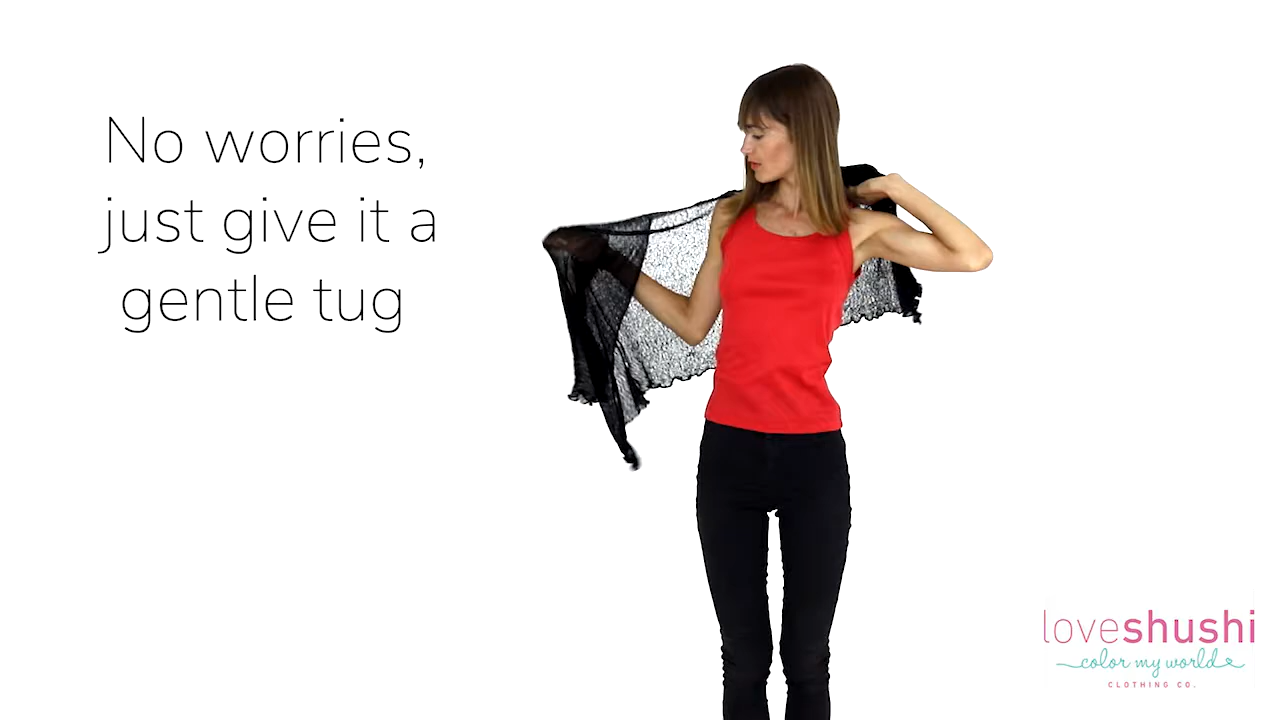 No worries,
just give it a
gentle tug
loveshushi
color my world
CLOTHING CO.